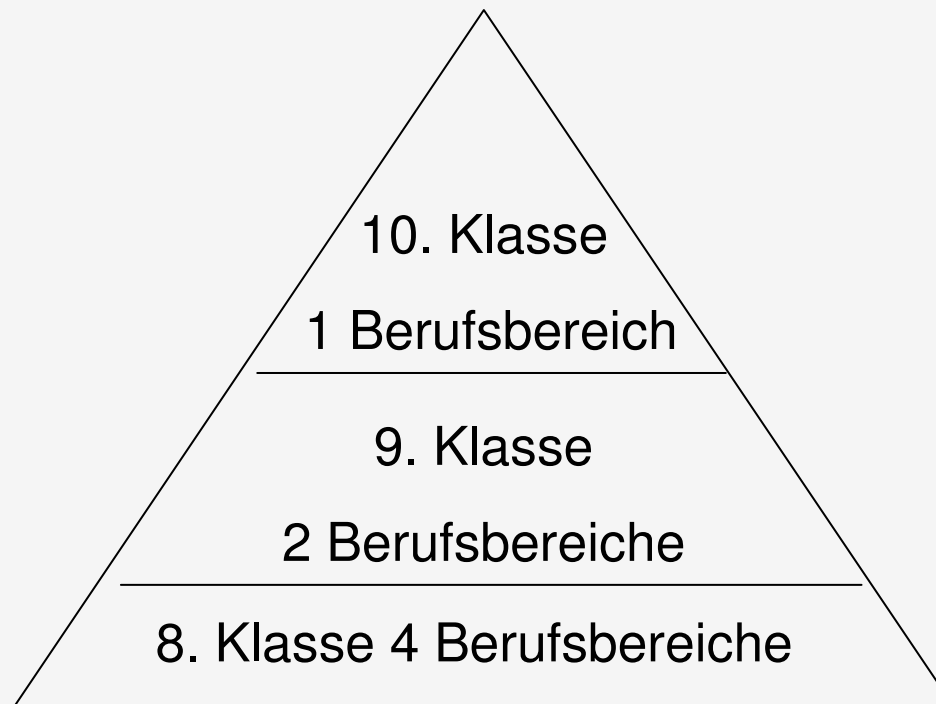 10. Klasse
1 Berufsbereich
9. Klasse
2 Berufsbereiche
8. Klasse 4 Berufsbereiche